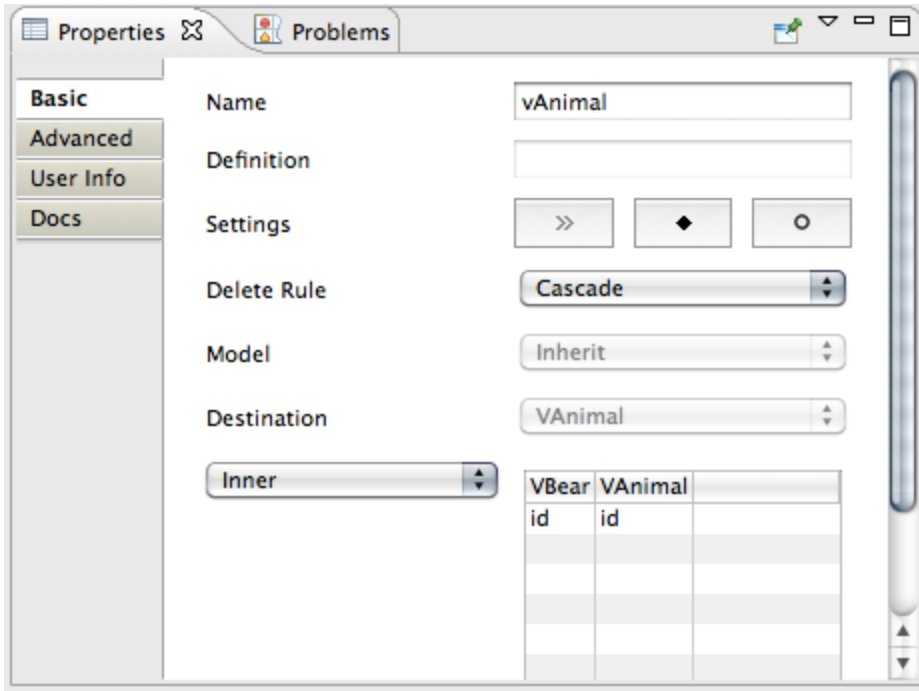 Properties Problems
Basic
Advanced
User Info
Docs
Name vAnimal
Definition
Settings
Delete Rule Cascade
Model Inherit
Destination VAnimal
Inner
VBear VAnimal
id id